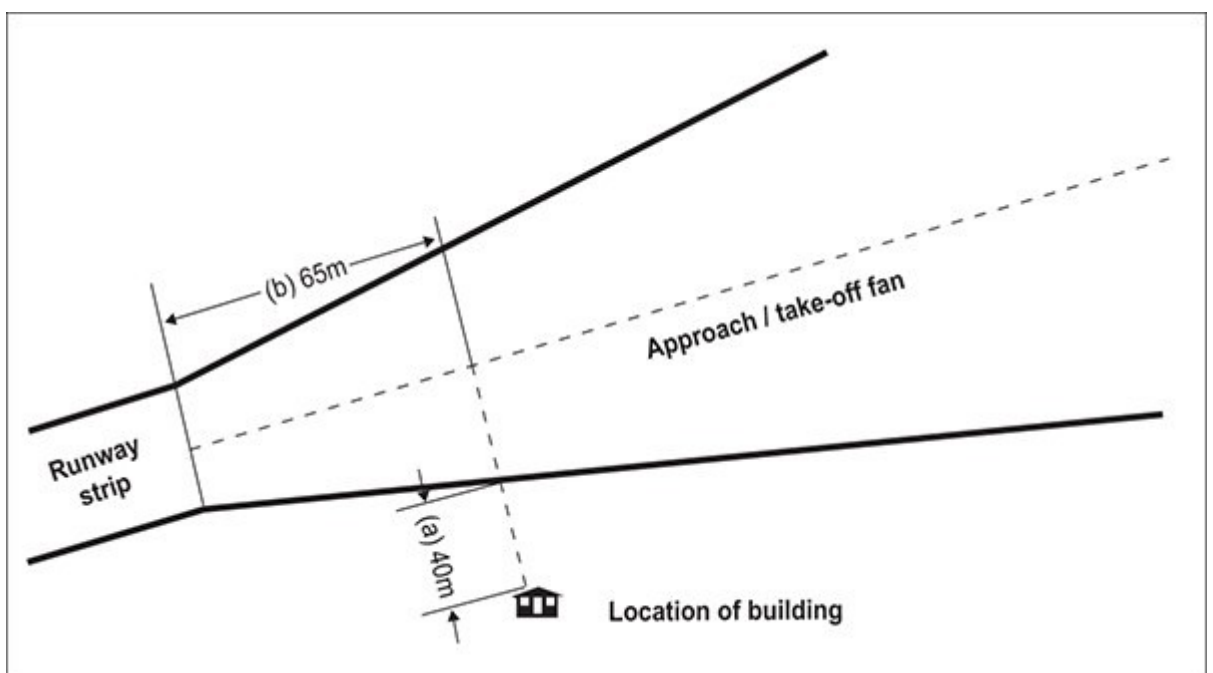 (b) 65m
Approach / take-off fan
Runway
strip
(a) 40m
Location of building